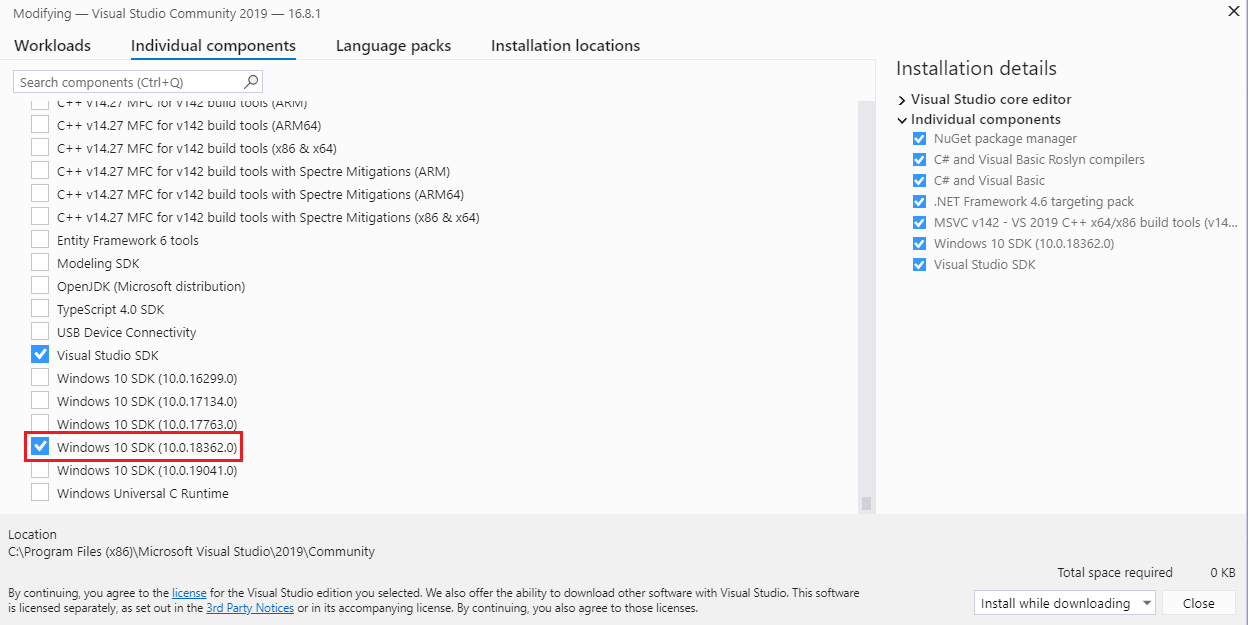 Modifying — Visual Studio Community 2019 — 16.8.1
Workloads
Individual components
Language packs
Installation locations
Search components (Ctrl+Q)
C++ v14.27 MFC for v142 build tools (ARM)
C++ v14.27 MFC for v142 build tools (ARM64)
C++ v14.27 MFC for v142 build tools (x86 & x64)
C++ v14.27 MFC for v142 build tools with Spectre Mitigations (ARM)
C++ v14.27 MFC for v142 build tools with Spectre Mitigations (ARM64)
C++ v14.27 MFC for v142 build tools with Spectre Mitigations (x86 & x64)
Entity Framework 6 tools
Modeling SDK
OpenJDK (Microsoft distribution)
TypeScript 4.0 SDK
USB Device Connectivity
Visual Studio SDK
Windows 10 SDK (10.0.16299.0)
Windows 10 SDK (10.0.17134.0)
Windows 10 SDK (10.0.17763.0)
Windows 10 SDK (10.0.18362.0)
Windows 10 SDK (10.0.19041.0)
Windows Universal C Runtime
Installation details
Visual Studio core editor
Individual components
NuGet package manager
C# and Visual Basic Roslyn compilers
C# and Visual Basic
.NET Framework 4.6 targeting pack
MSVC v142 - VS 2019 C++ x64/x86 build tools (v14...
Windows 10 SDK (10.0.18362.0)
Visual Studio SDK
Location
C:\Program Files (x86)\Microsoft Visual Studio\2019\Community
By continuing, you agree to the license for the Visual Studio edition you selected. We also offer the ability to download other software with Visual Studio. This software
is licensed separately, as set out in the 3rd Party Notices or in its accompanying license. By continuing, you also agree to those licenses.
Total space required 0 KB
Install while downloading
Close